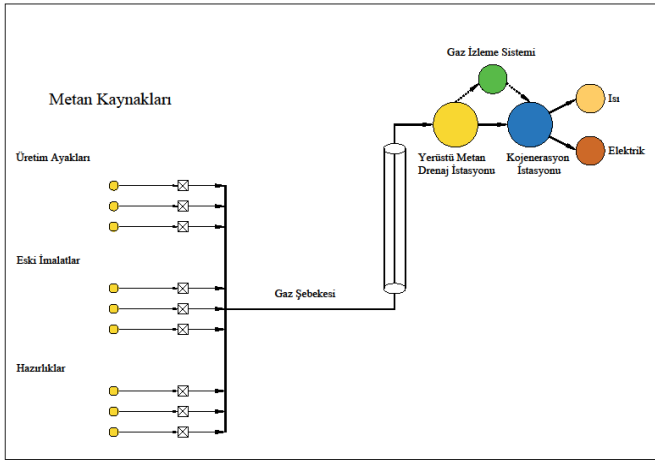 Gaz İzleme Sistemi
Metan Kaynakları
Isı
Üretim Ayakları
Yerüstü Metan
Drenaj İstasyonu
Kojenerasyon
İstasyonu
Elektrik
Eski İmalatlar
Gaz Şebekesi
Hazırlıklar